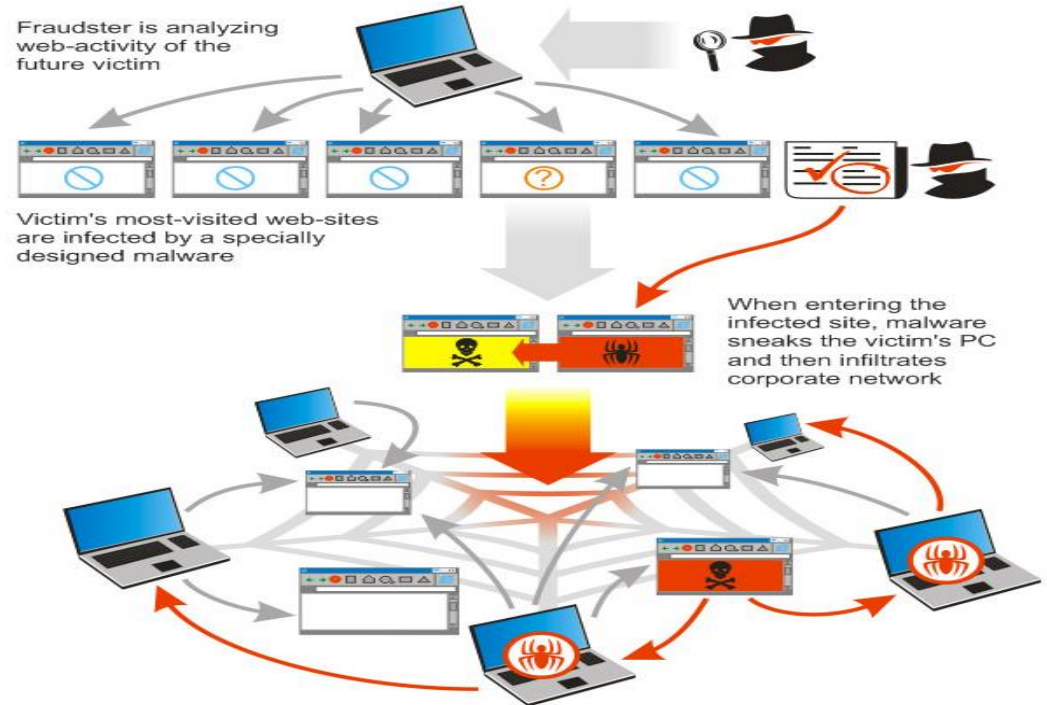 Fraudster is analyzing
web-activity of the
future victim
?
Victim's most-visited web-sites
are infected by a specially
designed malware
When entering the
infected site, malware
sneaks the victim's PC
and then infiltrates
corporate network